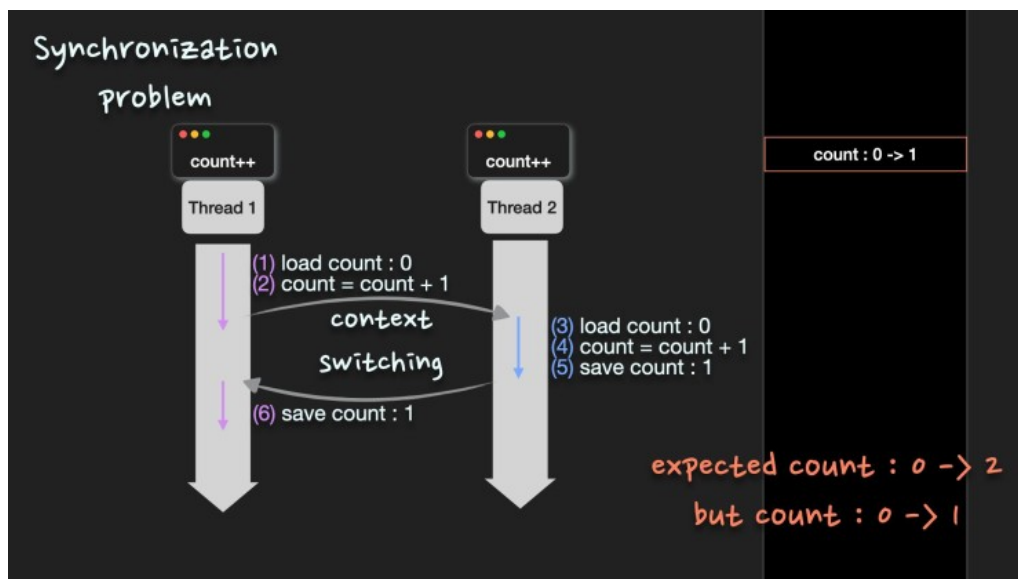 Synchronization
problem
count++
Thread 1
count++
Thread 2
count : 0 -> 1
(1) load count : 0
(2) count = count + 1
context
switching
(3) load count : 0
(4) count = count + 1
(5) save count : 1
(6) save count : 1
expected count : 0 -> 2
but count : 0 -> 1